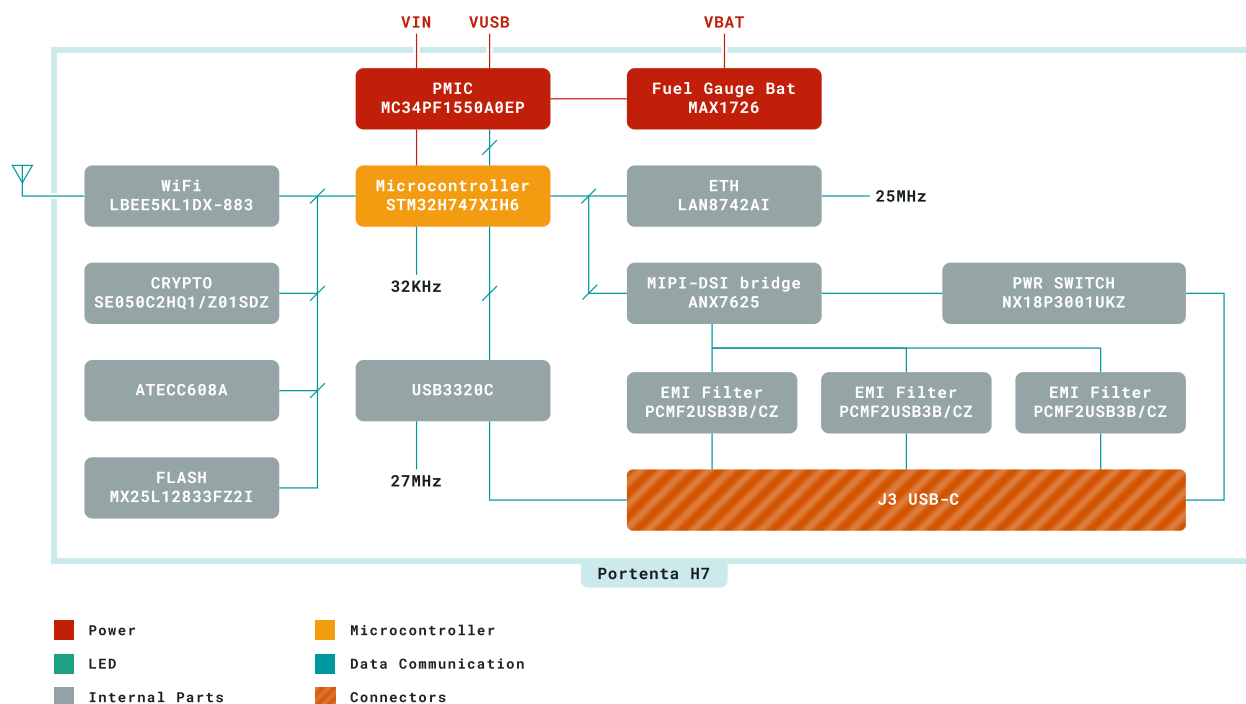 VIN VUSB VBAT
PMIC
MC34PF1550A0EP
Fuel Gauge Bat
MAX1726
WiFi
LBEE5KL1DX-883
Microcontroller
STM32H747XIH6
ETH
LAN8742AI
25MHz
CRYPTO
SE050C2HQ1/Z01SDZ
32KHz
MIPI-DSI bridge
ANX7625
PWR SWITCH
NX18P3001UKZ
ATECC608A
USB3320C
EMI Filter
PCMF2USB3B/CZ
EMI Filter
PCMF2USB3B/CZ
EMI Filter
PCMF2USB3B/CZ
FLASH
MX25L12833FZ2I
27MHz
J3 USB-C
Portenta H7
Power
Microcontroller
LED
Data Communication
Internal Parts
Connectors